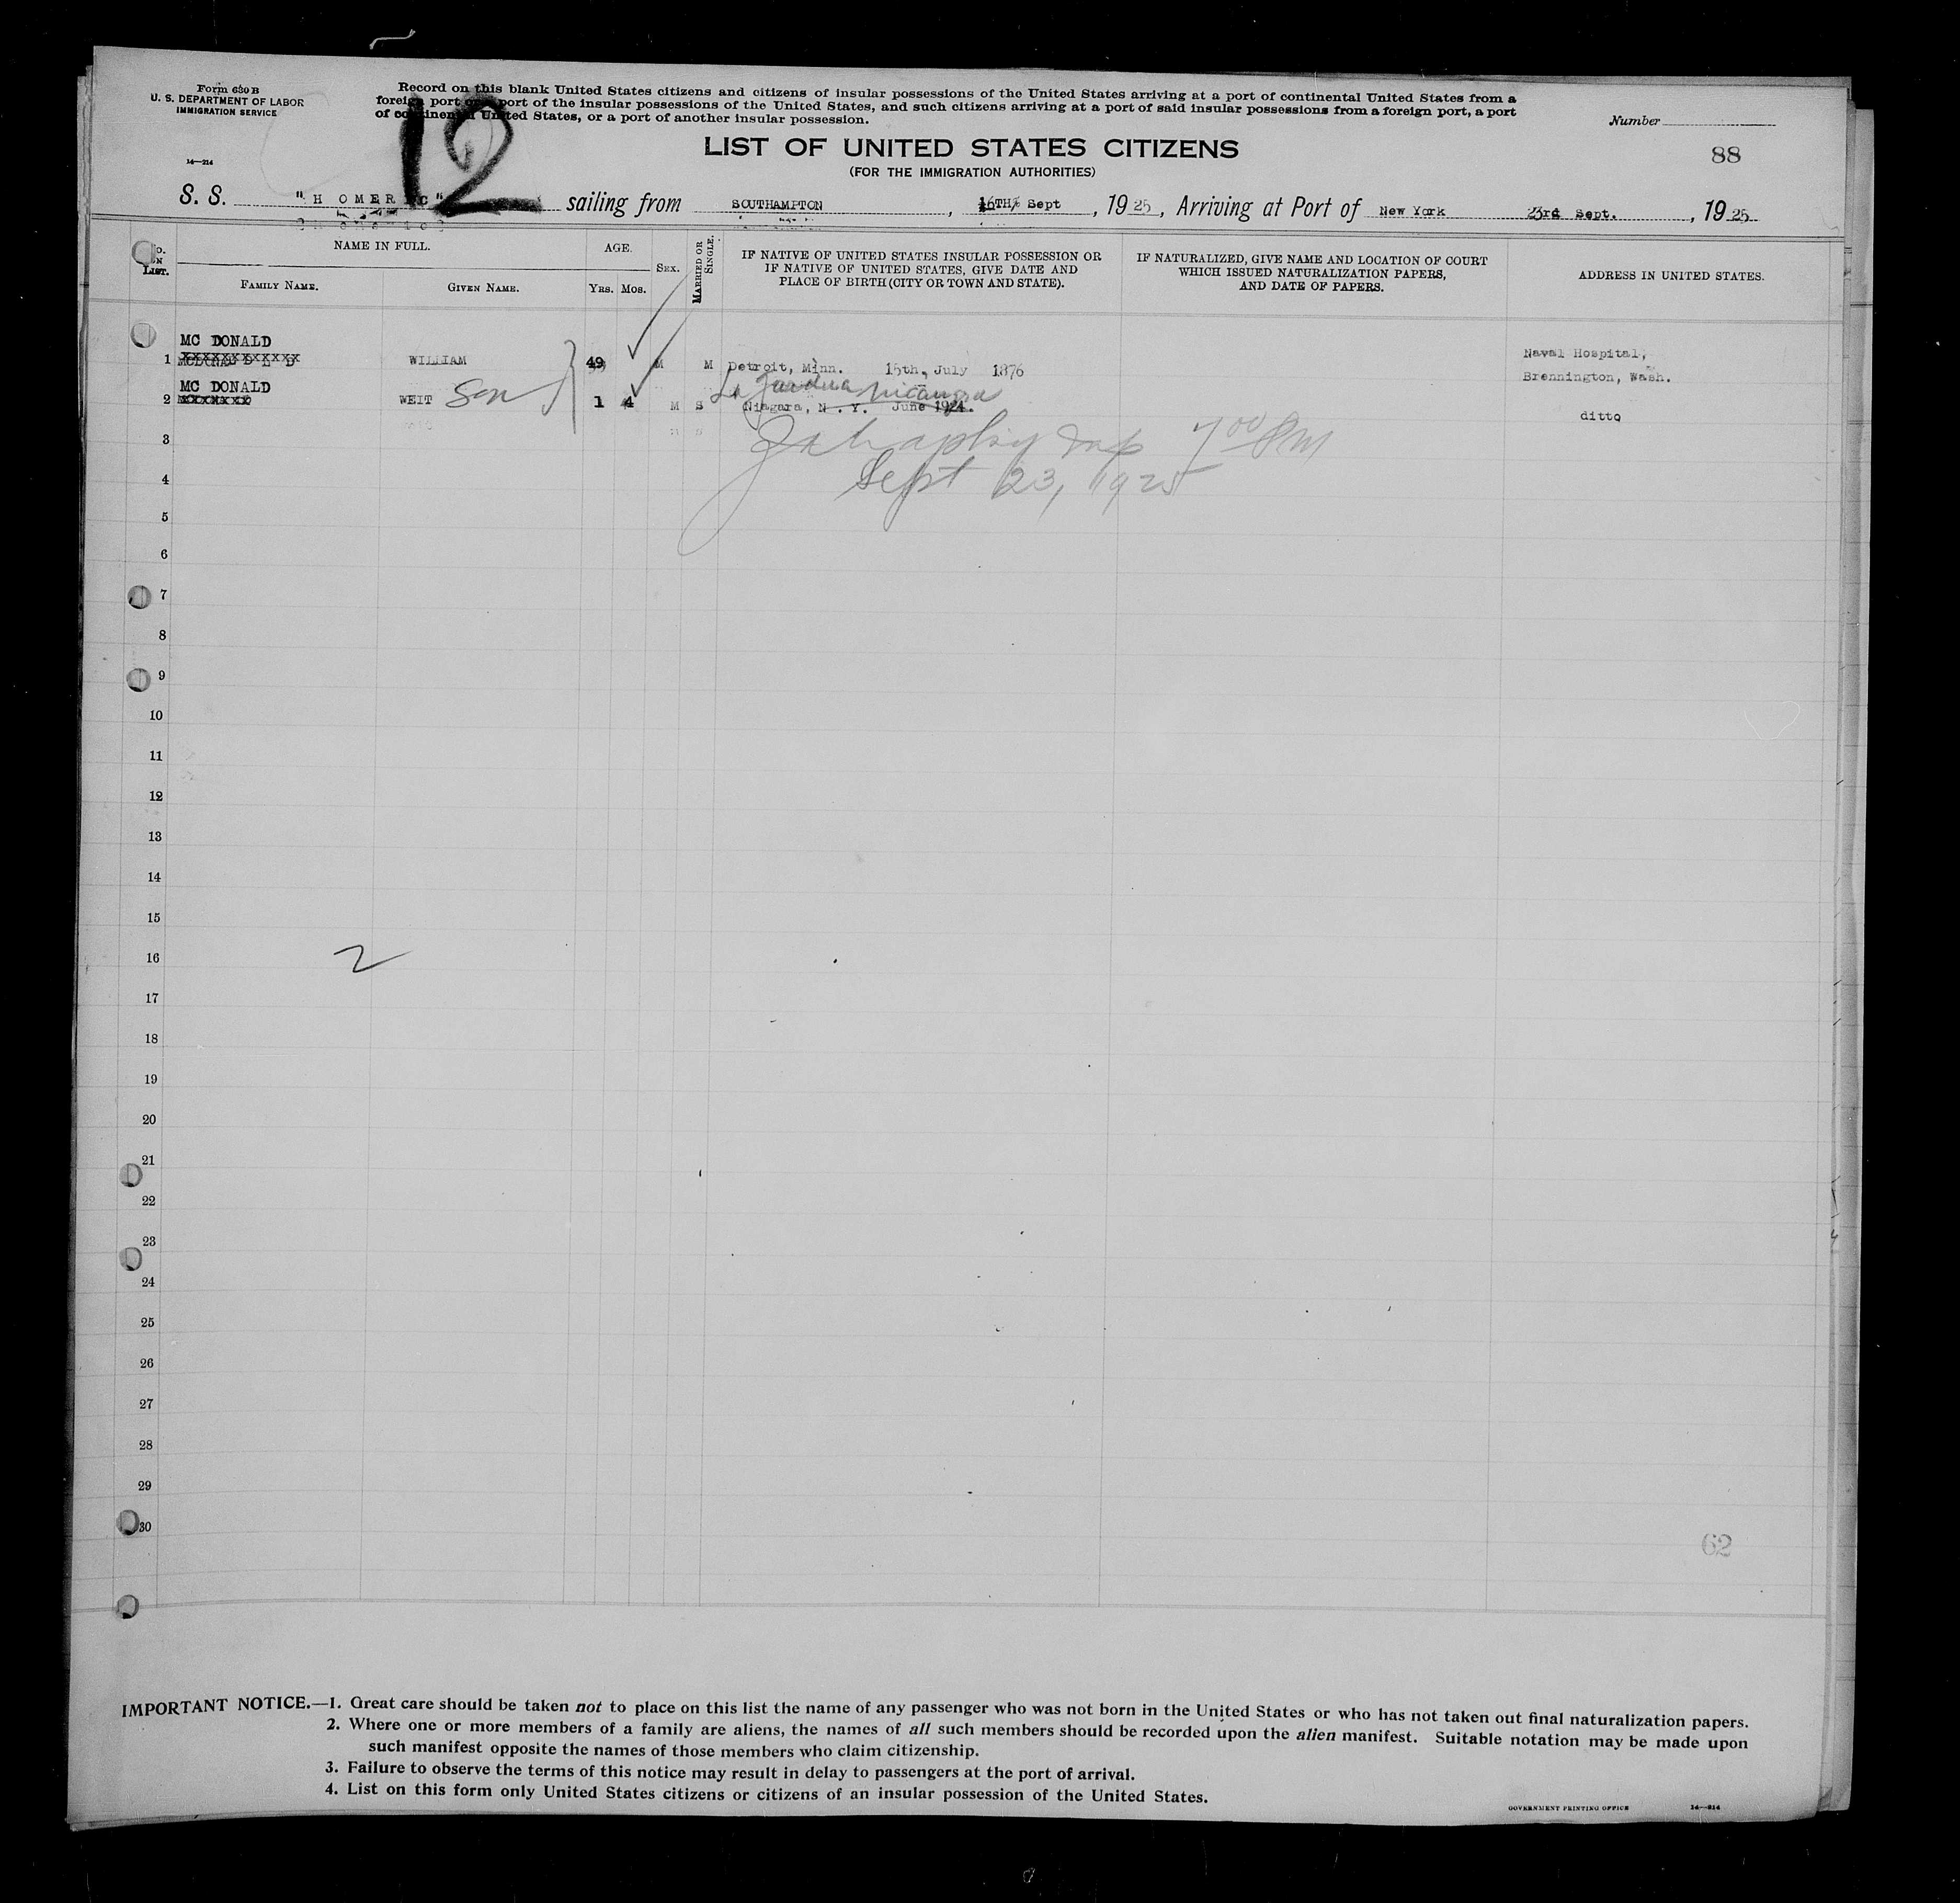 Form 630 B
U. S. DEPARTMENT OF LABOR
IMMIGRATION SERVICE
14—214
Record on this blank United States citizens and citizens of insular possessions of the United States arriving at a port of continental United States from a
foreign port or a port of the insular possessions of the United States, and such citizens arriving at a port of said insular possessions from a foreign port, a port
of continental United States, or a port of another insular possession.
12
Number
88
LIST OF UNITED STATES CITIZENS
(FOR THE IMMIGRATION AUTHORITIES)
S. S. "HOMERIC" sailing from SOUTHAMPTON, 16TH Sept, 1925, Arriving at Port of New York 23rd Sept., 1925
No. ON LIST. NAME IN FULL. AGE. SEX. MARRIED OR SINGLE. IF NATIVE OF UNITED STATES INSULAR POSSESSION OR IF NATIVE OF UNITED STATES, GIVE DATE AND PLACE OF BIRTH (CITY OR TOWN AND STATE). IF NATURALIZED, GIVE NAME AND LOCATION OF COURT WHICH ISSUED NATURALIZATION PAPERS, AND DATE OF PAPERS. ADDRESS IN UNITED STATES.
FAMILY NAME. GIVEN NAME. YRS. MOS.
1 MC DONALD WILLIAM 49 M M Detroit, Minn. 15th, July 1876 Naval Hospital, Brennington, Wash.
2 MC DONALD WEIT Son 1 4 M S Niagara, N.Y. June 1924. ditto
3
7 00 PM
4 Sept 23, 1925
5
6
7
8
9
10
11
12
13
14
15
16 2
17
18
19
20
21
22
23
24
25
26
27
28
29
30
62
IMPORTANT NOTICE.—1. Great care should be taken not to place on this list the name of any passenger who was not born in the United States or who has not taken out final naturalization papers.
2. Where one or more members of a family are aliens, the names of all such members should be recorded upon the alien manifest. Suitable notation may be made upon
such manifest opposite the names of those members who claim citizenship.
3. Failure to observe the terms of this notice may result in delay to passengers at the port of arrival.
4. List on this form only United States citizens or citizens of an insular possession of the United States.
GOVERNMENT PRINTING OFFICE 14—214